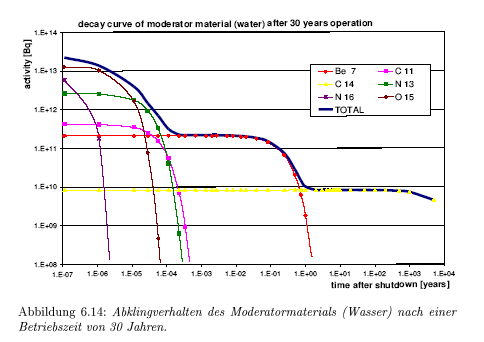 decay curve of moderator material (water) after 30 years operation
activity [Bq]
1.E+14
1.E+13
1.E+12
1.E+11
1.E+10
1.E+09
1.E+08
Be 7
C 11
C 14
N 13
N 16
O 15
TOTAL
1.E-07 1.E-06 1.E-05 1.E-04 1.E-03 1.E-02 1.E-01 1.E+00 1.E+01 1.E+02 1.E+03 1.E+04
time after shutdown [years]
Abbildung 6.14: Abklingverhalten des Moderatormaterials (Wasser) nach einer
Betriebszeit von 30 Jahren.